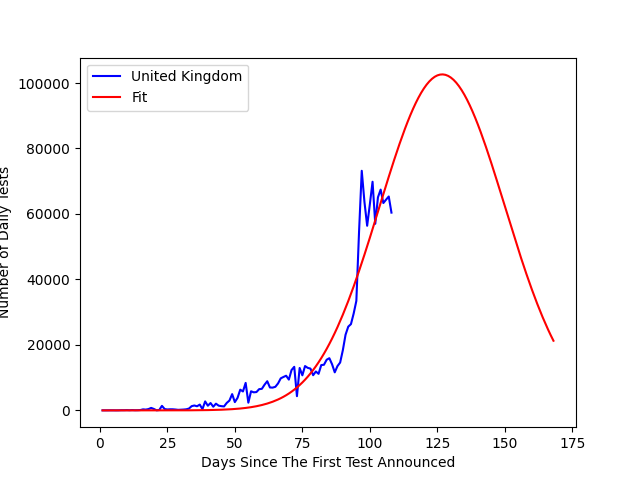 United Kingdom
Fit
100000
80000
60000
40000
20000
0
Number of Daily Tests
0 25 50 75 100 125 150 175
Days Since The First Test Announced